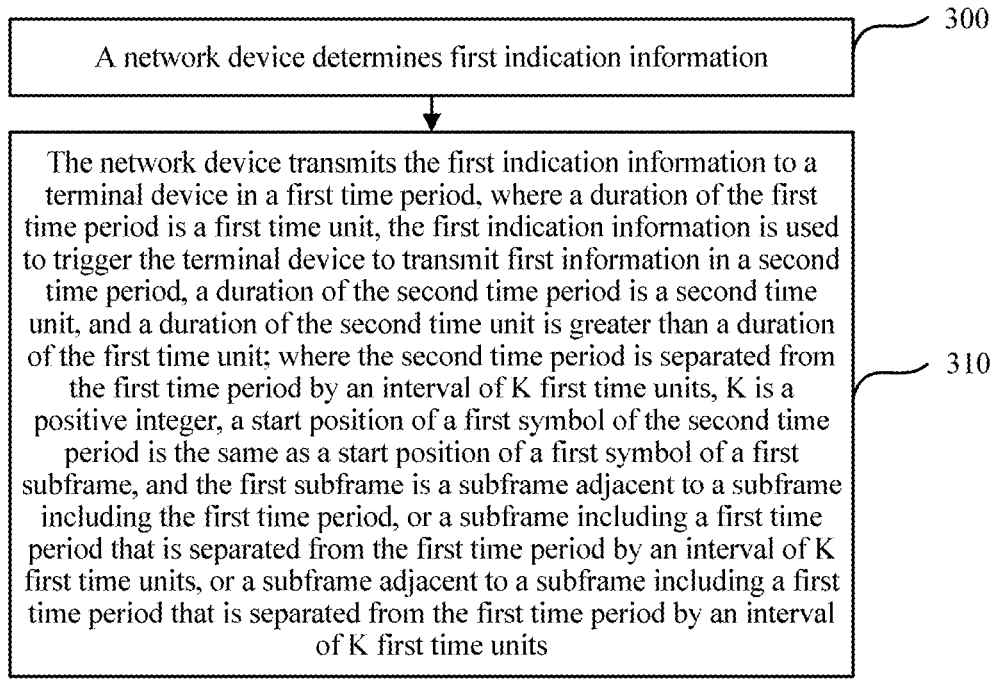 300
A network device determines first indication information
The network device transmits the first indication information to a
terminal device in a first time period, where a duration of the first
time period is a first time unit, the first indication information is used
to trigger the terminal device to transmit first information in a second
time period, a duration of the second time period is a second time
unit, and a duration of the second time unit is greater than a duration
of the first time unit; where the second time period is separated from
the first time period by an interval of K first time units, K is a
positive integer, a start position of a first symbol of the second time
period is the same as a start position of a first symbol of a first
subframe, and the first subframe is a subframe adjacent to a subframe
including the first time period, or a subframe including a first time
period that is separated from the first time period by an interval of K
first time units, or a subframe adjacent to a subframe including a first
time period that is separated from the first time period by an interval
of K first time units
310